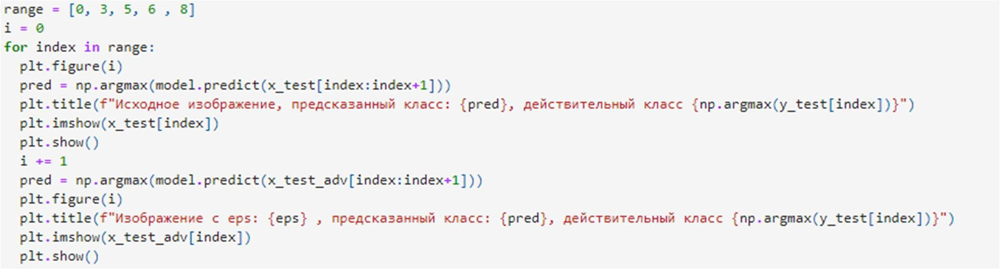 range = [0, 3, 5, 6 , 8]
i = 0
for index in range:
  plt.figure(i)
  pred = np.argmax(model.predict(x_test[index:index+1]))
  plt.title(f"Исходное изображение, предсказанный класс: {pred}, действительный класс {np.argmax(y_test[index])}")
  plt.imshow(x_test[index])
  plt.show()
  i += 1
  pred = np.argmax(model.predict(x_test_adv[index:index+1]))
  plt.figure(i)
  plt.title(f"Изображение с eps: {eps} , предсказанный класс: {pred}, действительный класс {np.argmax(y_test[index])}")
  plt.imshow(x_test_adv[index])
  plt.show()